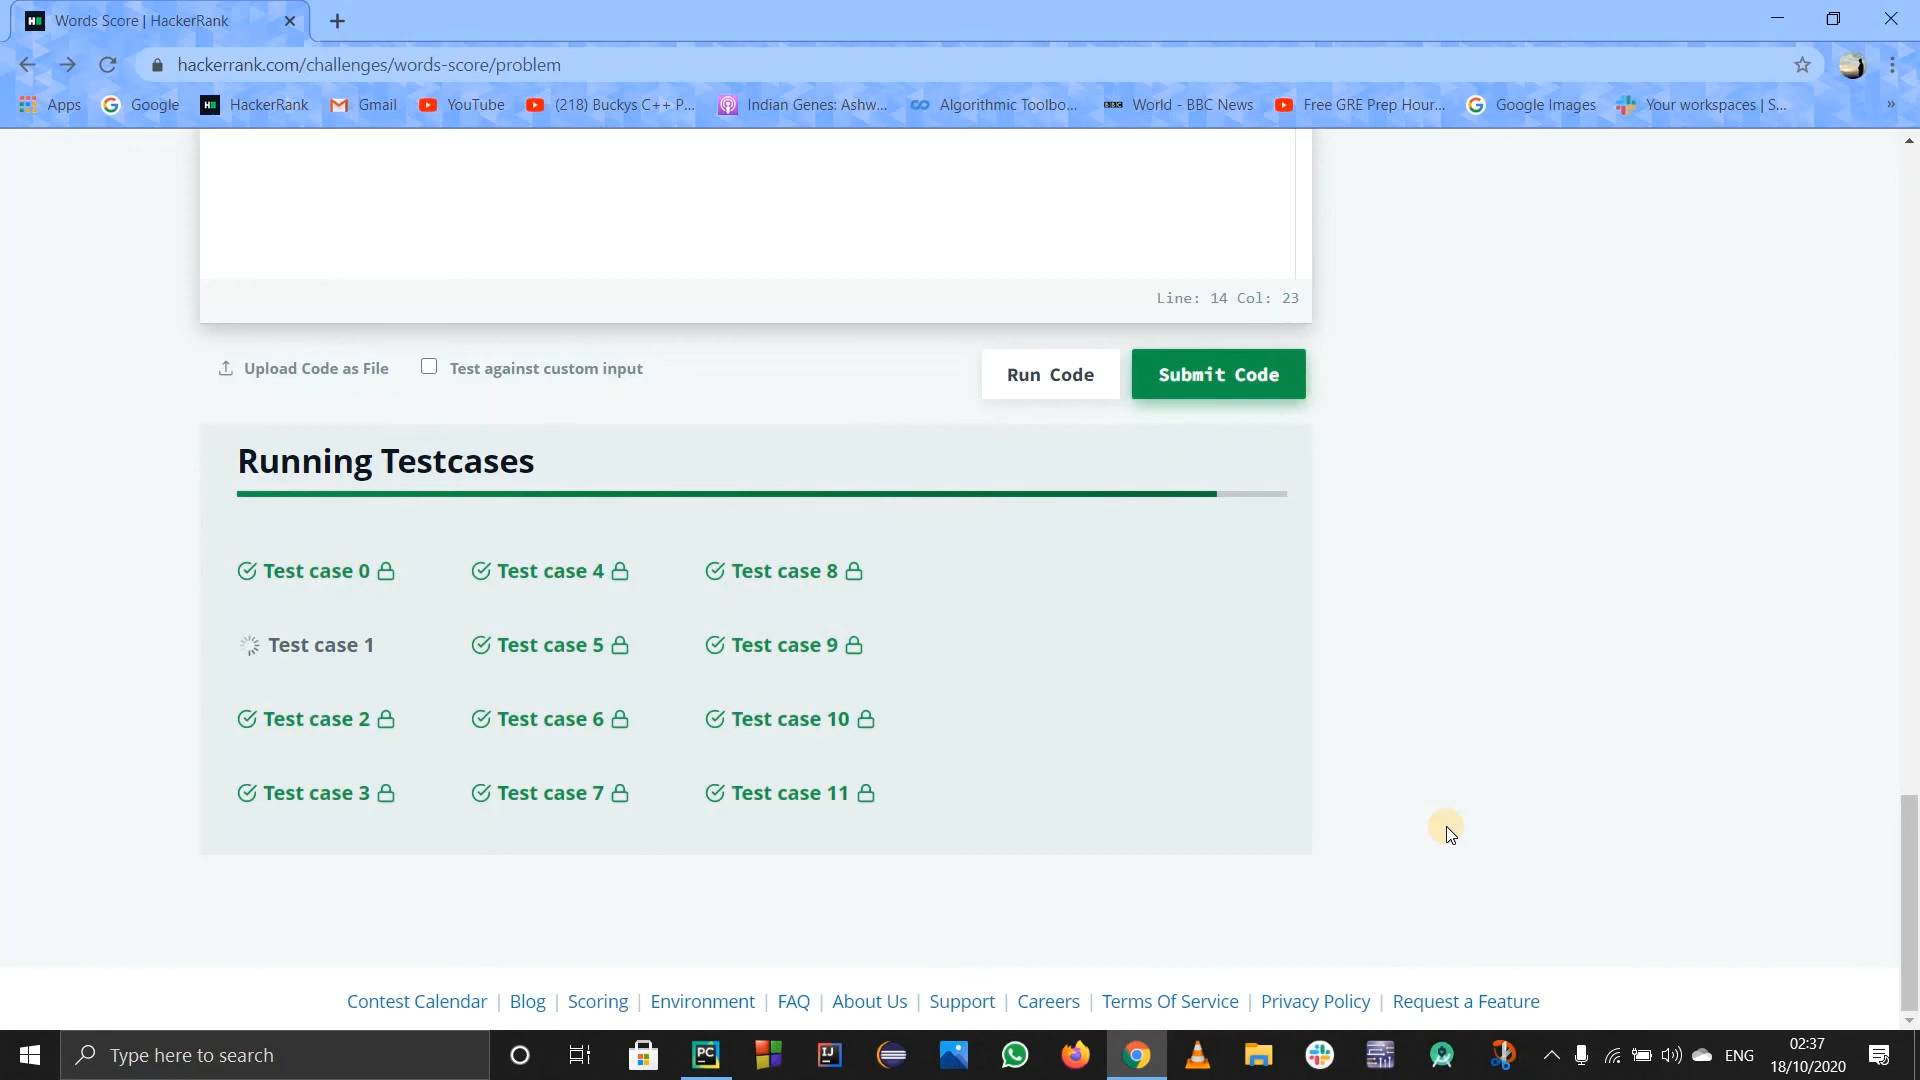 Words Score | HackerRank
hackerrank.com/challenges/words-score/problem
Apps Google HackerRank Gmail YouTube (218) Buckys C++ P... Indian Genes: Ashw... Algorithmic Toolbo... BBC World - BBC News Free GRE Prep Hour... Google Images Your workspaces | S... »
Line: 14 Col: 23
Upload Code as File Test against custom input Run Code Submit Code
Running Testcases
Test case 0 Test case 4 Test case 8
Test case 1 Test case 5 Test case 9
Test case 2 Test case 6 Test case 10
Test case 3 Test case 7 Test case 11
Contest Calendar | Blog | Scoring | Environment | FAQ | About Us | Support | Careers | Terms Of Service | Privacy Policy | Request a Feature
Type here to search PC IJ ENG 02:37
18/10/2020